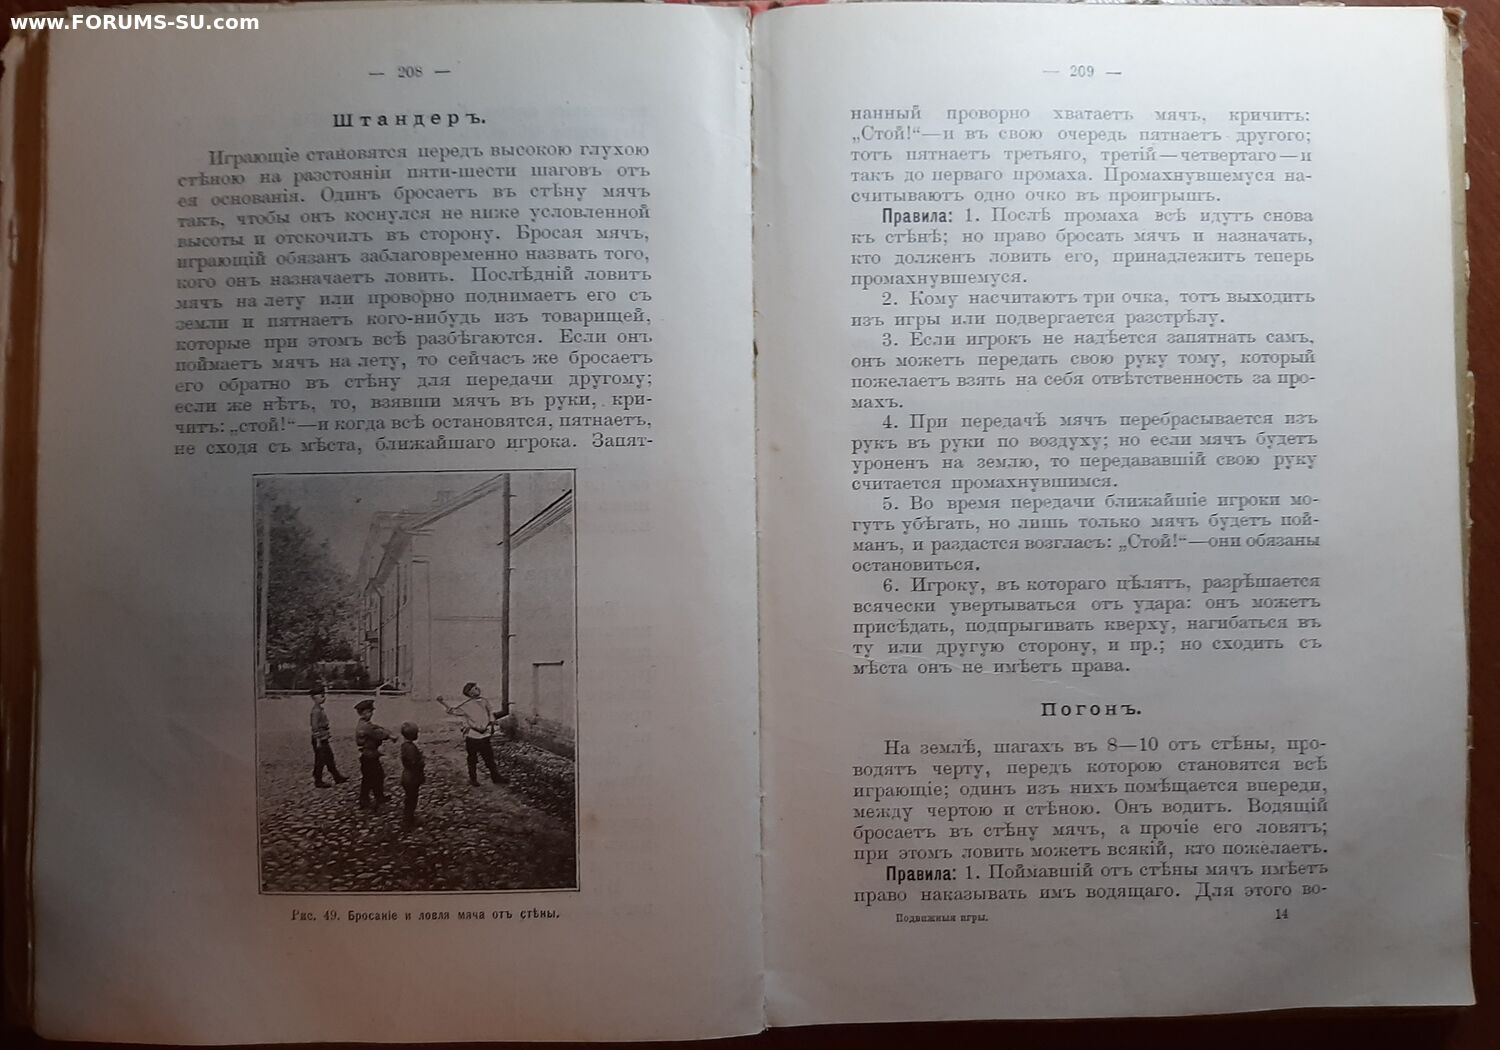 www.FORUMS-SU.com
— 208 —
Штандеръ.
Играющіе становятся передъ высокою глухою
стѣною на разстояніи пяти-шести шаговъ отъ
ея основанія. Одинъ бросаетъ въ стѣну мячъ
такъ, чтобы онъ коснулся не ниже условленной
высоты и отскочилъ въ сторону. Бросая мячъ,
играющій обязанъ заблаговременно назвать того,
кого онъ назначаетъ ловить. Послѣдній ловитъ
мячъ на лету или проворно поднимаетъ его съ
земли и пятнаетъ кого-нибудь изъ товарищей,
которые при этомъ всѣ разбѣгаются. Если онъ
поймаетъ мячъ на лету, то сейчасъ же бросаетъ
его обратно въ стѣну для передачи другому;
если же нѣтъ, то, взявши мячъ въ руки, кри-
читъ: „стой!“—и когда всѣ остановятся, пятнаетъ,
не сходя съ мѣста, ближайшаго игрока. Запят-
Рис. 49. Бросаніе и ловля мяча отъ стѣны.
— 209 —
нанный проворно хватаетъ мячъ, кричитъ:
„Стой!“—и въ свою очередь пятнаетъ другого;
тотъ пятнаетъ третьяго, третій—четвертаго—и
такъ до перваго промаха. Промахнувшемуся на-
считываютъ одно очко въ проигрышъ.
Правила: 1. Послѣ промаха всѣ идутъ снова
къ стѣнѣ; но право бросать мячъ и назначать,
кто долженъ ловить его, принадлежитъ теперь
промахнувшемуся.
2. Кому насчитаютъ три очка, тотъ выходитъ
изъ игры или подвергается разстрѣлу.
3. Если игрокъ не надѣется запятнать самъ,
онъ можетъ передать свою руку тому, который
пожелаетъ взять на себя отвѣтственность за про-
махъ.
4. При передачѣ мячъ перебрасывается изъ
рукъ въ руки по воздуху; но если мячъ будетъ
уроненъ на землю, то передававшій свою руку
считается промахнувшимся.
5. Во время передачи ближайшіе игроки мо-
гутъ убѣгать, но лишь только мячъ будетъ пой-
манъ, и раздастся возгласъ: „Стой!“—они обязаны
остановиться.
6. Игроку, въ котораго цѣлятъ, разрѣшается
всячески увертываться отъ удара: онъ можетъ
присѣдать, подпрыгивать кверху, нагибаться въ
ту или другую сторону, и пр.; но сходить съ
мѣста онъ не имѣетъ права.
Погонъ.
На землѣ, шагахъ въ 8—10 отъ стѣны, про-
водятъ черту, передъ которою становятся всѣ
играющіе; одинъ изъ нихъ помѣщается впереди,
между чертою и стѣною. Онъ водитъ. Водящій
бросаетъ въ стѣну мячъ, а прочіе его ловятъ;
при этомъ ловить можетъ всякій, кто пожелаетъ.
Правила: 1. Поймавшій отъ стѣны мячъ имѣетъ
право наказывать имъ водящаго. Для этого во-
Подвижныя игры.
14